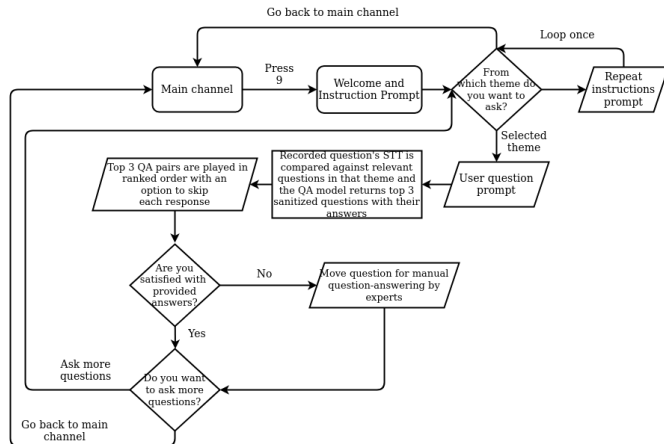 Go back to main channel
Loop once
Main channel
Press
9
Welcome and
Instruction Prompt
From
which theme do
you want to
ask?
Repeat
instructions
prompt
Selected
theme
User question
prompt
Recorded question's STT is
compared against relevant
questions in that theme and
the QA model returns top 3
sanitized questions with their
answers
Top 3 QA pairs are played in
ranked order with an
option to skip
each response
Are you
satisfied with
provided
answers?
No
Move question for manual
question-answering by
experts
Yes
Do you want
to ask more
questions?
Ask more
questions
Go back to main
channel